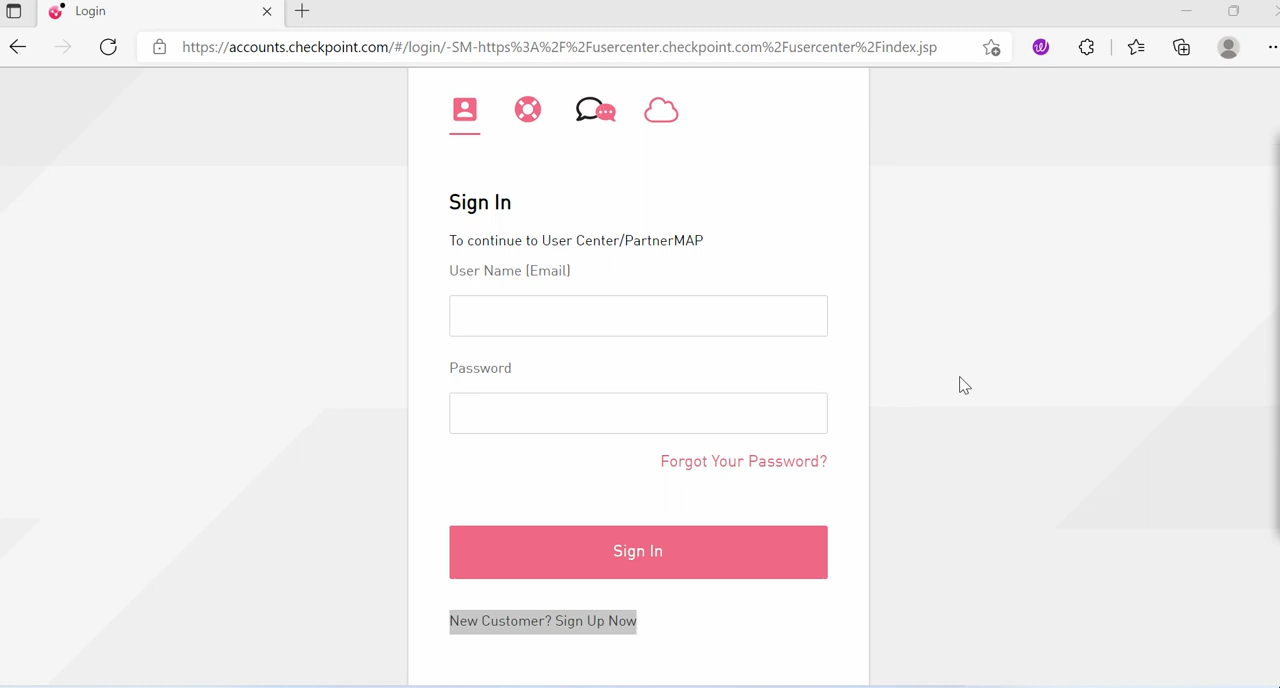 Login
https://accounts.checkpoint.com/#/login/-SM-https%3A%2F%2Fusercenter.checkpoint.com%2Fusercenter%2Findex.jsp
Sign In
To continue to User Center/PartnerMAP
User Name (Email)
Password
Forgot Your Password?
Sign In
New Customer? Sign Up Now